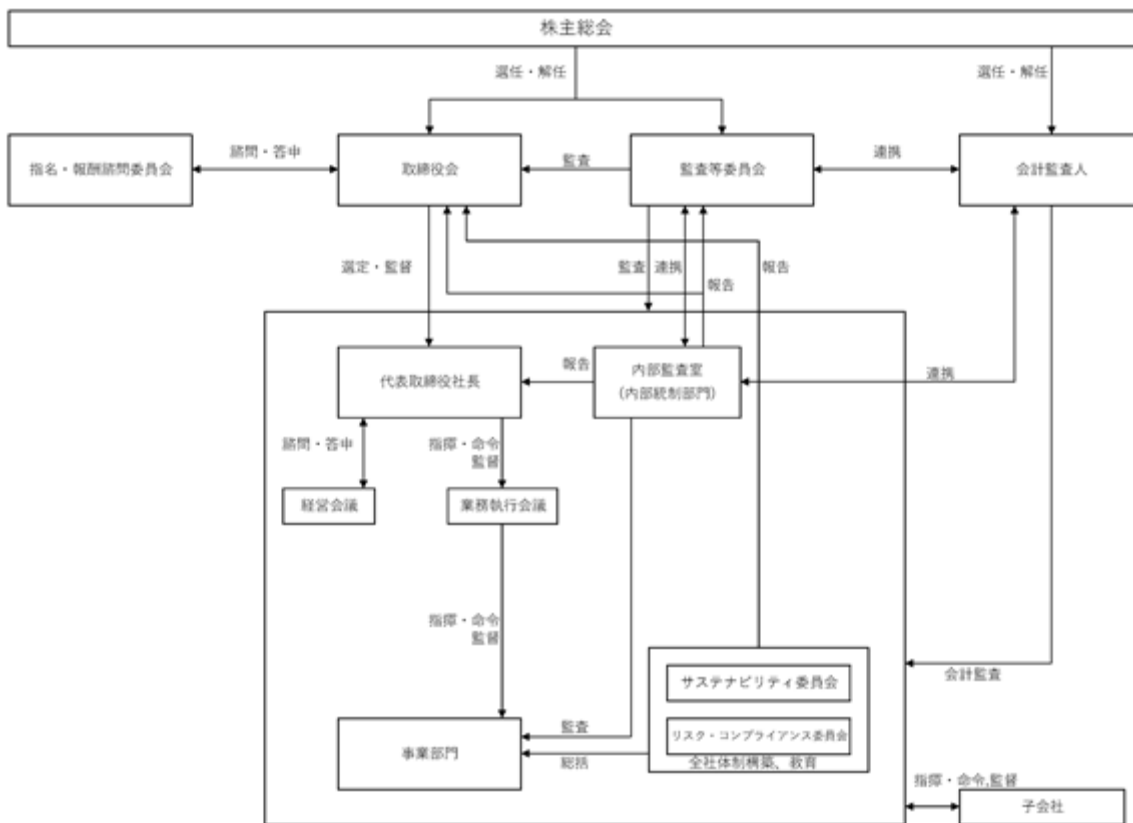 株主総会
選任・解任
選任・解任
指名・報酬諮問委員会
諮問・答申
取締役会
監査
監査等委員会
連携
会計監査人
選定・監督
監査
連携
報告
報告
代表取締役社長
報告
内部監査室
(内部統制部門)
連携
諮問・答申
指揮・命令
監督
経営会議
業務執行会議
指揮・命令
監督
サステナビリティ委員会
会計監査
リスク・コンプライアンス委員会
全社体制構築、教育
事業部門
監査
総括
指揮・命令,監督
子会社